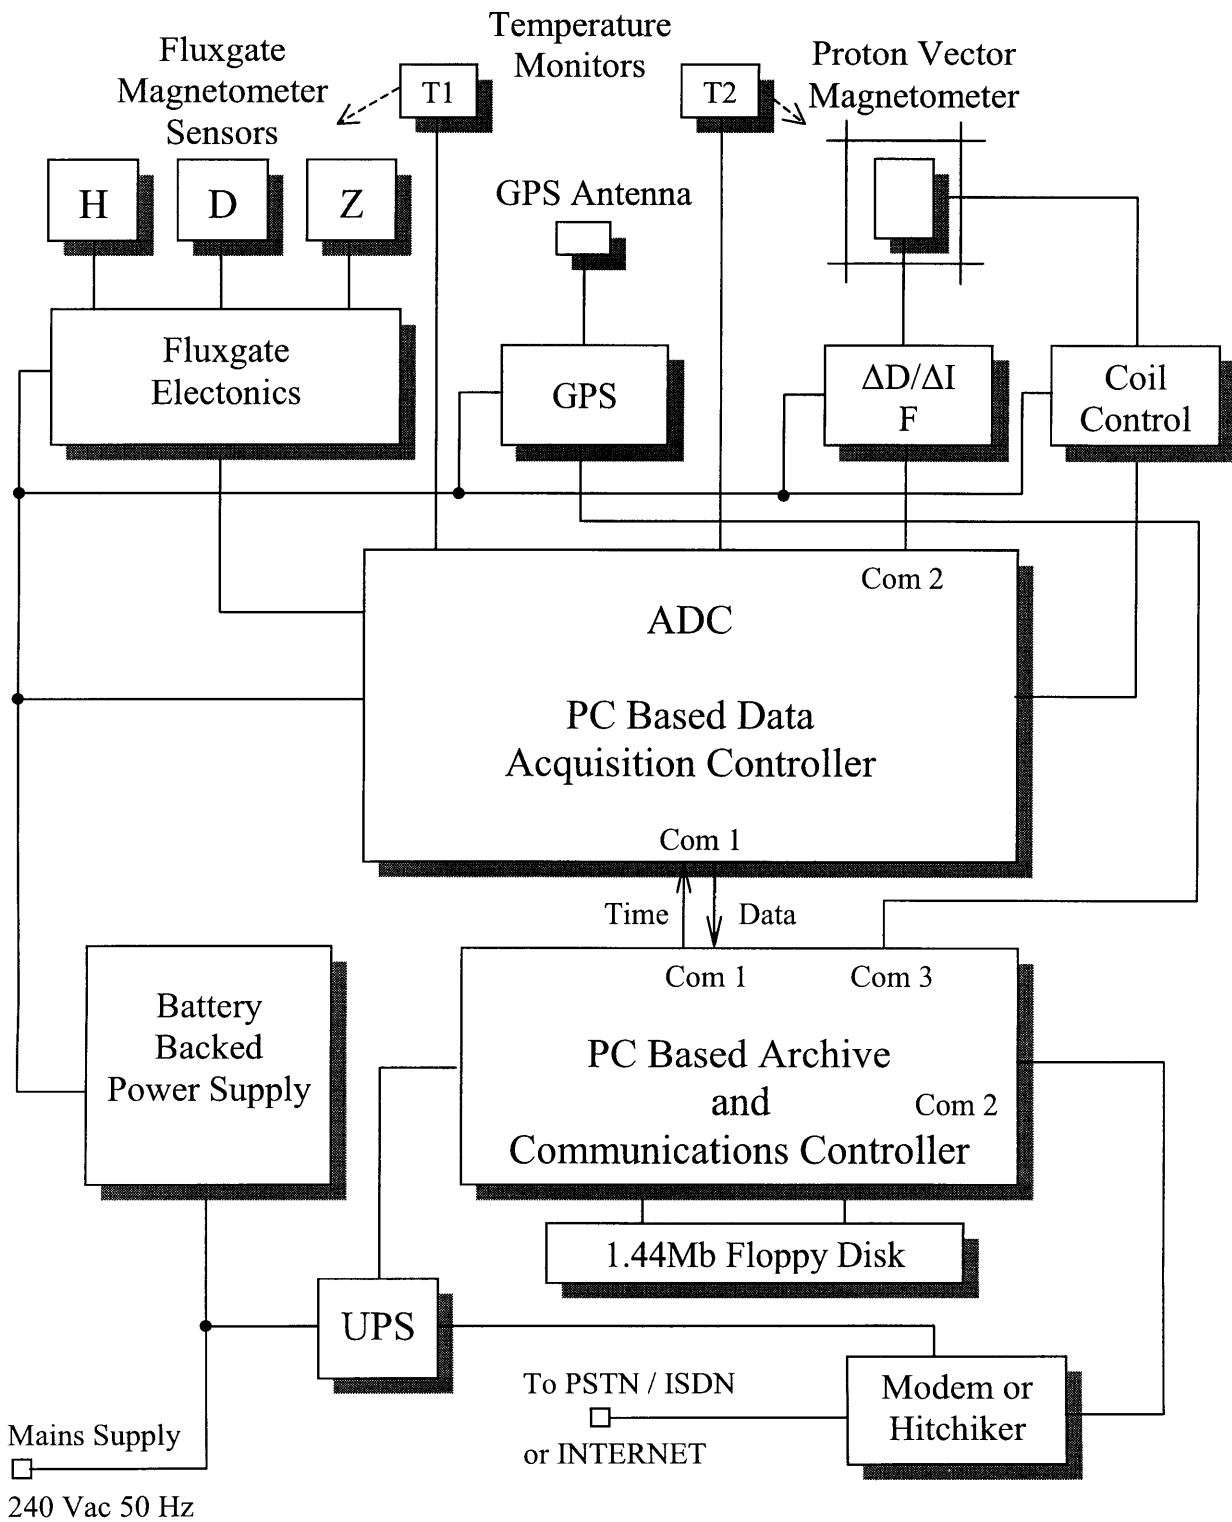 Temperature
Monitors
Fluxgate
Magnetometer
Sensors
T1
T2
Proton Vector
Magnetometer
H
D
Z
GPS Antenna
Fluxgate
Electonics
GPS
ΔD/ΔI
F
Coil
Control
Com 2
ADC
PC Based Data
Acquisition Controller
Com 1
Time
Data
Com 1
Com 3
Battery
Backed
Power Supply
PC Based Archive
and
Com 2
Communications Controller
1.44Mb Floppy Disk
UPS
To PSTN / ISDN
or INTERNET
Modem or
Hitchiker
Mains Supply
240 Vac 50 Hz